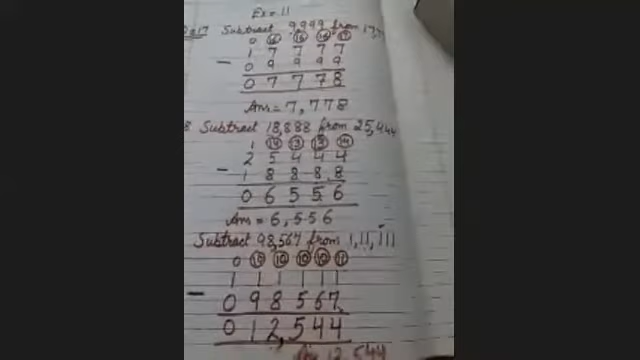 Ex = 11
Subtract 9,999 from 17,
0 16 16 16 17
1 7 7 7 7
- 0 9 9 9 9
0 7 7 7 8
Ans = 7,778
Subtract 18,888 from 25,444
1 14 13 13 14
2 5 4 4 4
- 1 8 8 8 8
0 6 5 5 6
Ans = 6,556
Subtract 98,567 from 1,11,111
0 10 10 10 10 11
1 1 1 1 1 1
- 0 9 8 5 6 7
0 1 2,5 4 4
Ans 12,544